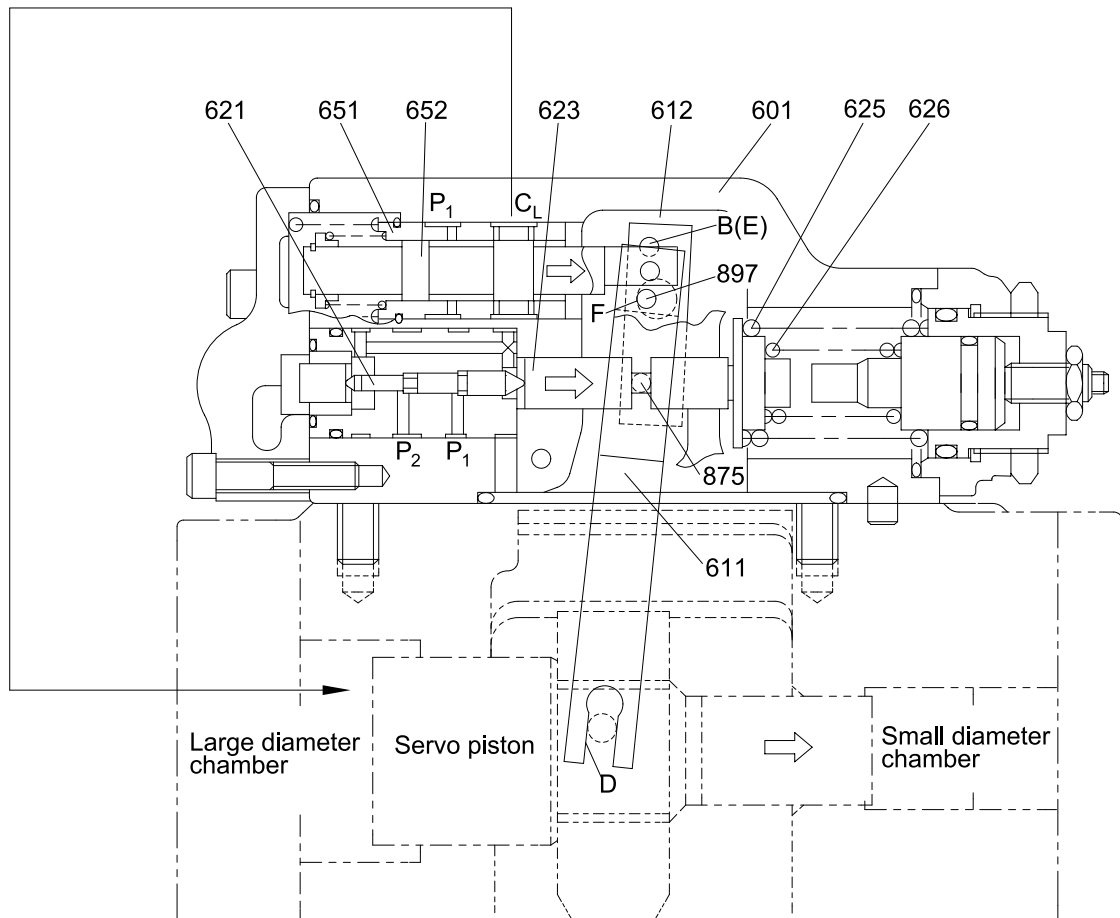 621 651 652 623 612 601 625 626
P1 CL
B(E)
897
F
P2 P1
875
611
Large diameter
chamber
Servo piston
Small diameter
chamber
D